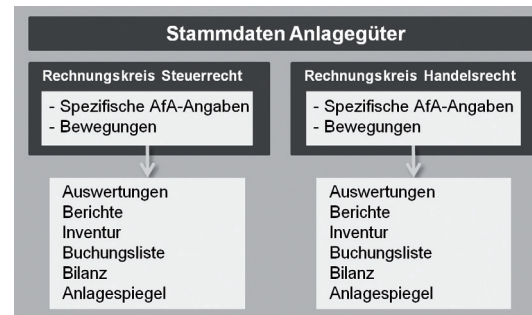 Stammdaten Anlagegüter
Rechnungskreis Steuerrecht
- Spezifische AfA-Angaben
- Bewegungen
Auswertungen
Berichte
Inventur
Buchungsliste
Bilanz
Anlagespiegel
Rechnungskreis Handelsrecht
- Spezifische AfA-Angaben
- Bewegungen
Auswertungen
Berichte
Inventur
Buchungsliste
Bilanz
Anlagespiegel